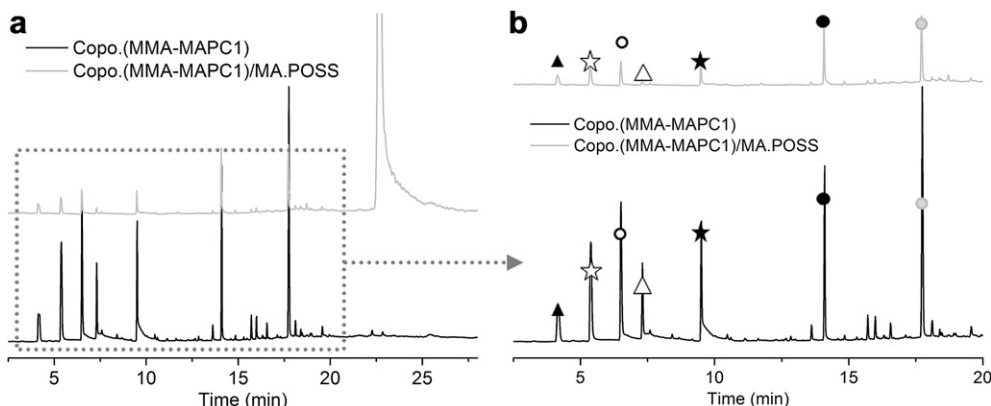 a
Copo.(MMA-MAPC1)
Copo.(MMA-MAPC1)/MA.POSS
5 10 15 20 25
Time (min)
b
Copo.(MMA-MAPC1)
Copo.(MMA-MAPC1)/MA.POSS
5 10 15 20
Time (min)